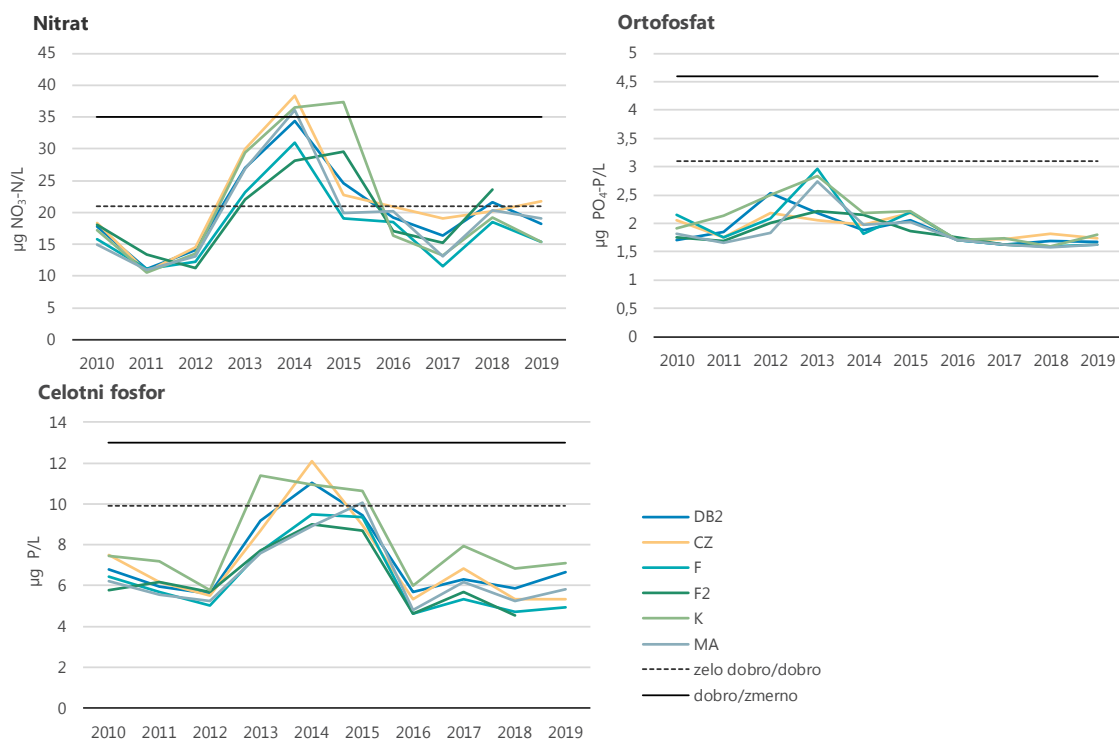 Nitrat
µg NO₃-N/L
45
40
35
30
25
20
15
10
5
0
2010 2011 2012 2013 2014 2015 2016 2017 2018 2019
Ortofosfat
µg PO₄-P/L
5
4,5
4
3,5
3
2,5
2
1,5
1
0,5
0
2010 2011 2012 2013 2014 2015 2016 2017 2018 2019
Celotni fosfor
µg P/L
14
12
10
8
6
4
2
0
2010 2011 2012 2013 2014 2015 2016 2017 2018 2019
DB2
CZ
F
F2
K
MA
zelo dobro/dobro
dobro/zmerno